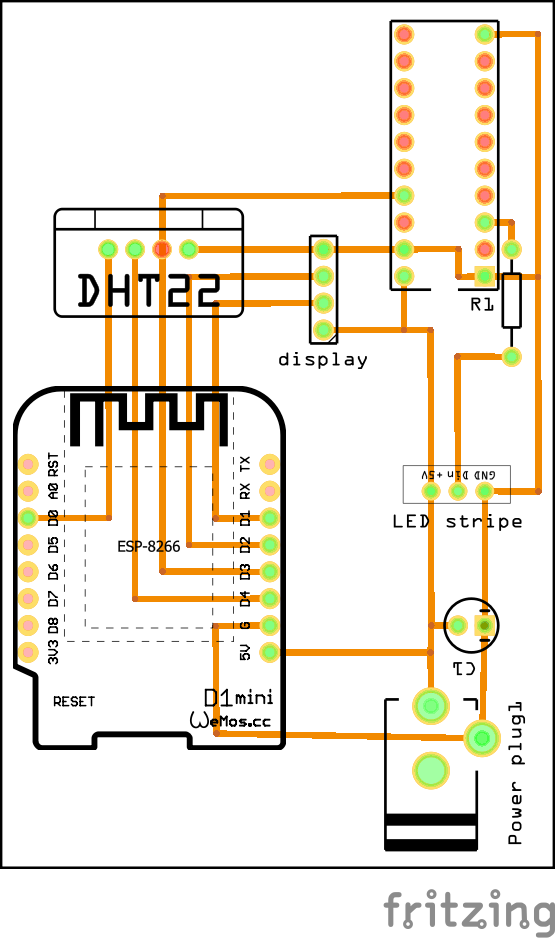 DHT22
R1
display
+5V Din GND
LED stripe
RST
A0
D0
D5
D6
D7
D8
3V3
TX
RX
D1
D2
D3
D4
G
5V
ESP-8266
C1
RESET
D1mini
WeMos.cc
Power plug1
fritzing